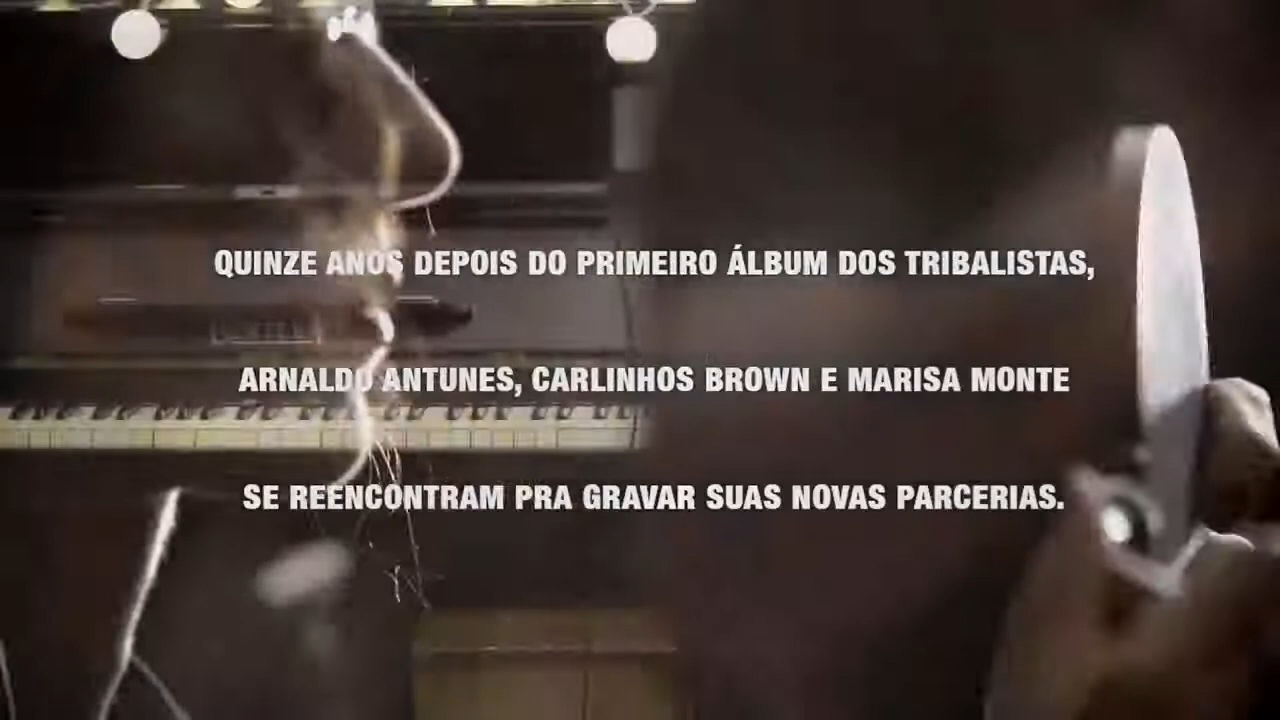 QUINZE ANOS DEPOIS DO PRIMEIRO ÁLBUM DOS TRIBALISTAS,
ARNALDO ANTUNES, CARLINHOS BROWN E MARISA MONTE
SE REENCONTRAM PRA GRAVAR SUAS NOVAS PARCERIAS.